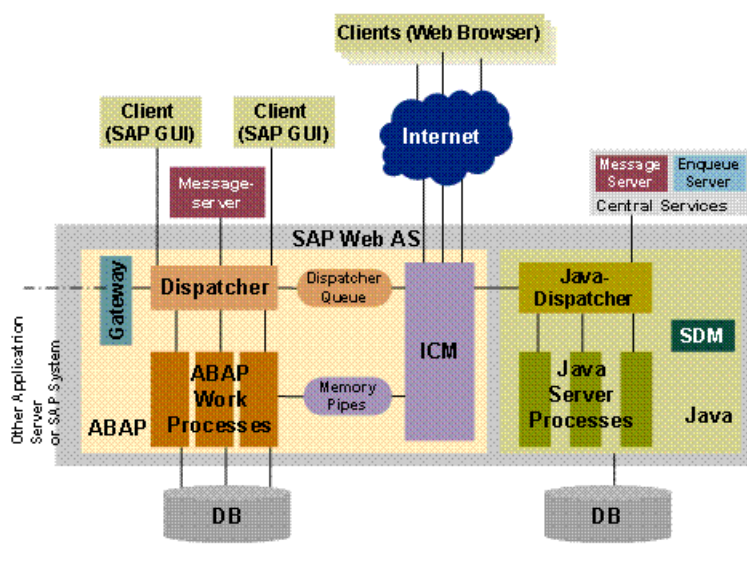 Clients (Web Browser)
Client
(SAP GUI)
Client
(SAP GUI)
Internet
Message-
server
Message
Server
Enqueue
Server
Central Services
SAP Web AS
Gateway
Dispatcher
Dispatcher
Queue
ICM
Java-
Dispatcher
SDM
Other Applicatrion
Server
or SAP System
ABAP
ABAP
Work
Processes
Memory
Pipes
Java
Server
Processes
Java
DB
DB